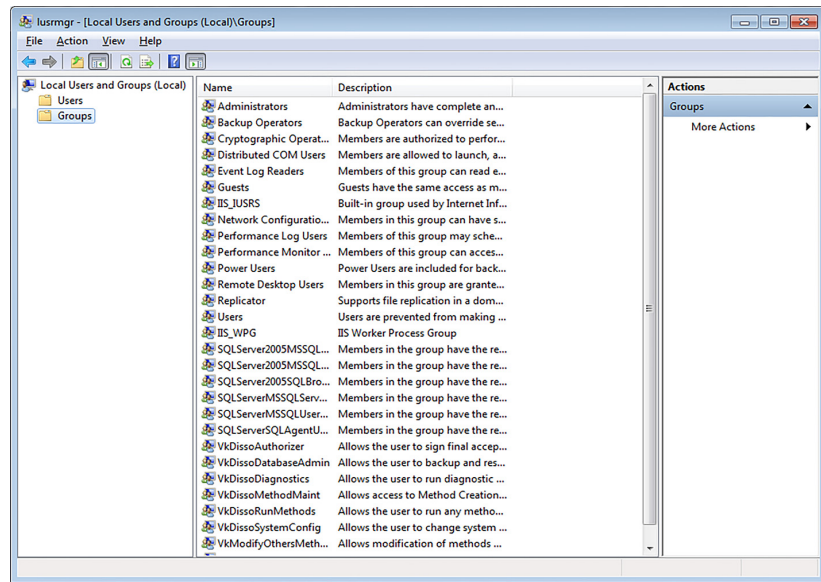 lusrmgr - [Local Users and Groups (Local)\Groups]
File Action View Help
Local Users and Groups (Local)
Users
Groups
Name Description
Administrators Administrators have complete an...
Backup Operators Backup Operators can override se...
Cryptographic Operat... Members are authorized to perfor...
Distributed COM Users Members are allowed to launch, a...
Event Log Readers Members of this group can read e...
Guests Guests have the same access as m...
IIS_IUSRS Built-in group used by Internet Inf...
Network Configuratio... Members in this group can have s...
Performance Log Users Members of this group may sche...
Performance Monitor ... Members of this group can acces...
Power Users Power Users are included for back...
Remote Desktop Users Members in this group are grante...
Replicator Supports file replication in a dom...
Users Users are prevented from making ...
IIS_WPG IIS Worker Process Group
SQLServer2005MSSQL... Members in the group have the re...
SQLServer2005MSSQL... Members in the group have the re...
SQLServer2005SQLBro... Members in the group have the re...
SQLServerMSSQLServ... Members in the group have the re...
SQLServerMSSQLUser... Members in the group have the re...
SQLServerSQLAgentU... Members in the group have the re...
VkDissoAuthorizer Allows the user to sign final accep...
VkDissoDatabaseAdmin Allows the user to backup and res...
VkDissoDiagnostics Allows the user to run diagnostic ...
VkDissoMethodMaint Allows access to Method Creation...
VkDissoRunMethods Allows the user to run any metho...
VkDissoSystemConfig Allows the user to change system ...
VkModifyOthersMeth... Allows modification of methods ...
Actions
Groups
More Actions